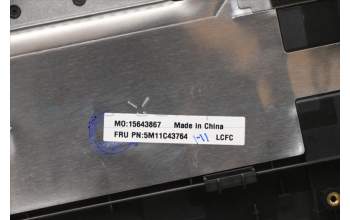 MO:15643867 Made in China
FRU PN:5M11C43764 LCFC